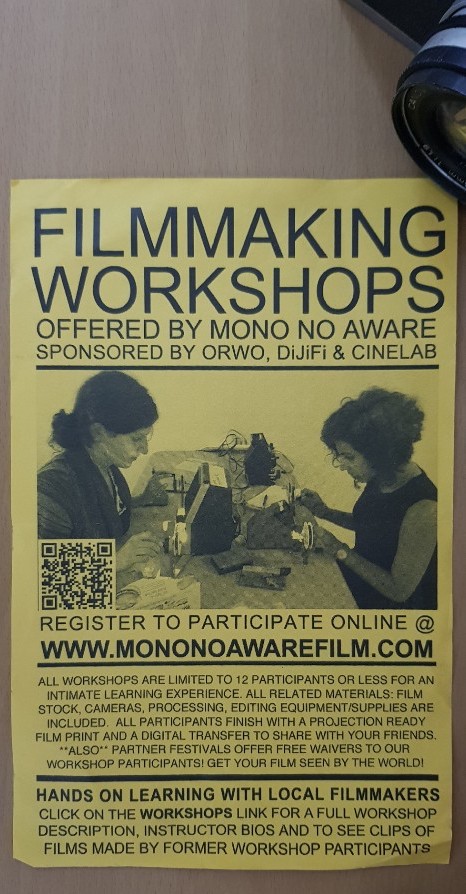 FILMMAKING
WORKSHOPS
OFFERED BY MONO NO AWARE
SPONSORED BY ORWO, DiJiFi & CINELAB
REGISTER TO PARTICIPATE ONLINE @
WWW.MONONOAWAREFILM.COM
ALL WORKSHOPS ARE LIMITED TO 12 PARTICIPANTS OR LESS FOR AN
INTIMATE LEARNING EXPERIENCE. ALL RELATED MATERIALS: FILM
STOCK, CAMERAS, PROCESSING, EDITING EQUIPMENT/SUPPLIES ARE
INCLUDED. ALL PARTICIPANTS FINISH WITH A PROJECTION READY
FILM PRINT AND A DIGITAL TRANSFER TO SHARE WITH YOUR FRIENDS.
**ALSO** PARTNER FESTIVALS OFFER FREE WAIVERS TO OUR
WORKSHOP PARTICIPANTS! GET YOUR FILM SEEN BY THE WORLD!
HANDS ON LEARNING WITH LOCAL FILMMAKERS
CLICK ON THE WORKSHOPS LINK FOR A FULL WORKSHOP
DESCRIPTION, INSTRUCTOR BIOS AND TO SEE CLIPS OF
FILMS MADE BY FORMER WORKSHOP PARTICIPANTS